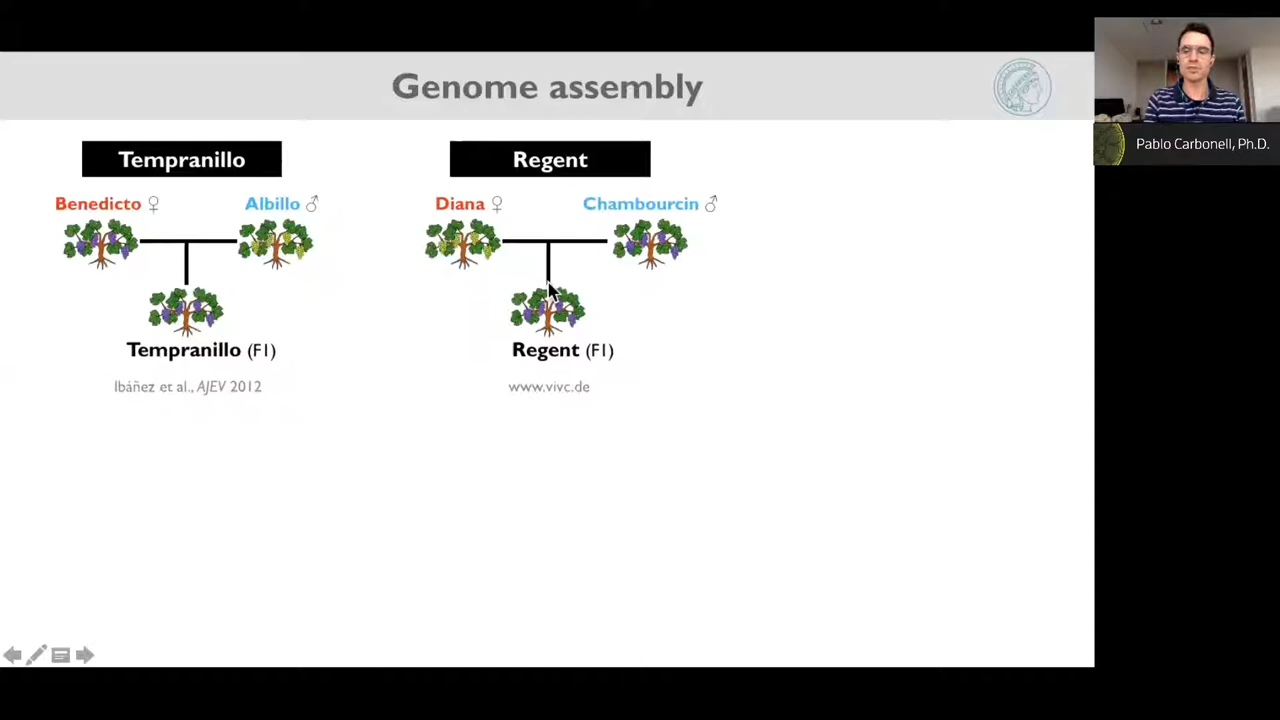 Genome assembly
Pablo Carbonell, Ph.D.
Tempranillo
Regent
Benedicto ♀
Albillo ♂
Diana ♀
Chambourcin ♂
Tempranillo (F1)
Regent (F1)
Ibáñez et al., AJEV 2012
www.vivc.de